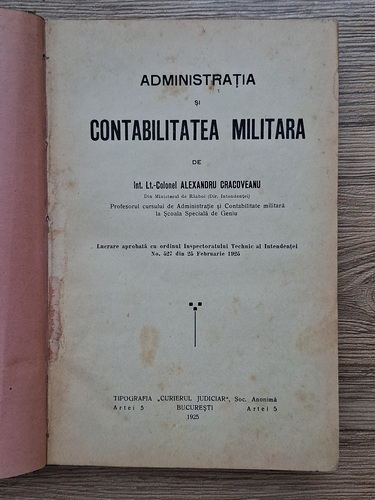 ADMINISTRAȚIA
ȘI
CONTABILITATEA MILITARA
DE
Int. Lt.-Colonel ALEXANDRU CRACOVEANU
Din Ministerul de Război (Dir. Intendenței)
Profesorul cursului de Administrație și Contabilitate militară
la Școala Specială de Geniu
Lucrare aprobată cu ordinul Inspectoratului Technic al Intendenței
No. 527 din 25 Februarie 1925
TIPOGRAFIA „CURIERUL JUDICIAR“, Soc. Anonimă
Artei 5 BUCUREȘTI Artei 5
1925